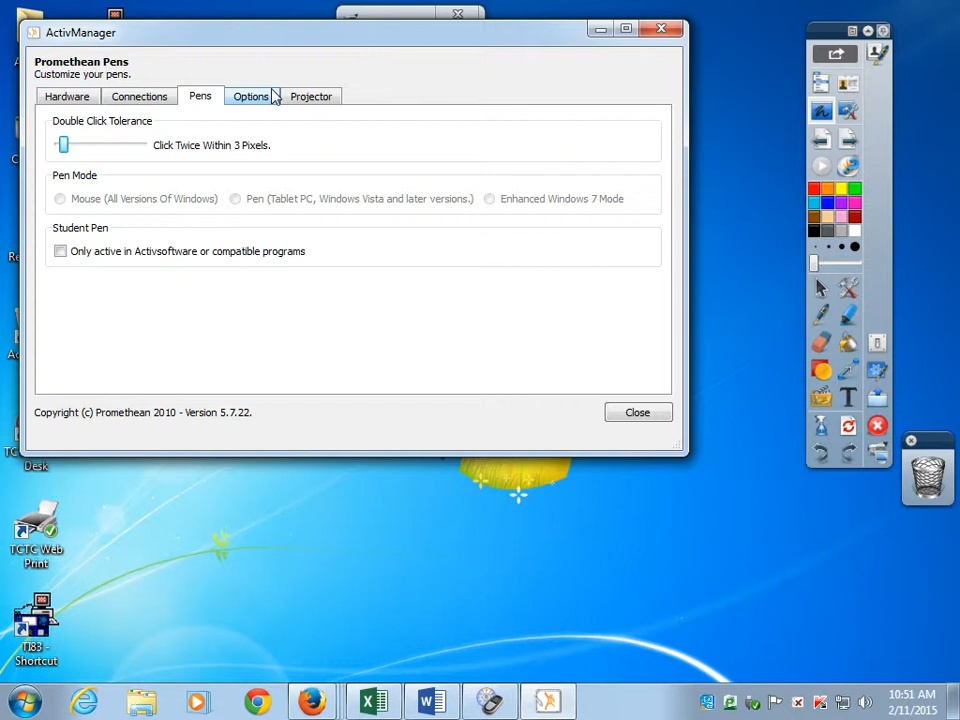 ActivManager
Promethean Pens
Customize your pens.
Hardware
Connections
Pens
Options
Projector
Double Click Tolerance
Click Twice Within 3 Pixels.
Pen Mode
Mouse (All Versions Of Windows)
Pen (Tablet PC, Windows Vista and later versions.)
Enhanced Windows 7 Mode
Student Pen
Only active in Activsoftware or compatible programs
Copyright (c) Promethean 2010 - Version 5.7.22.
Close
Desk
TCTC Web
Print
TI83 -
Shortcut
10:51 AM
2/11/2015